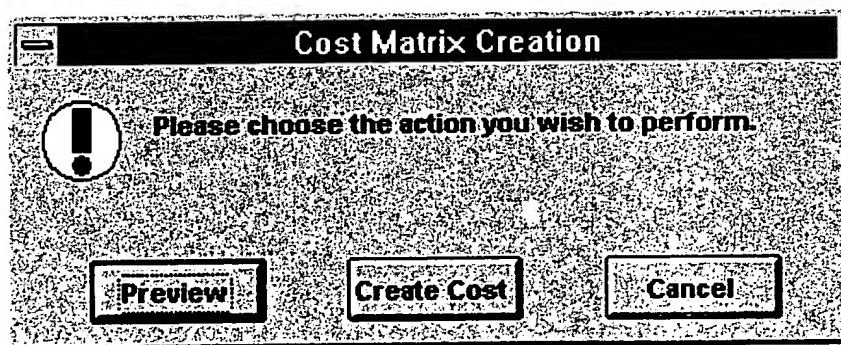 Cost Matrix Creation
Please choose the action you wish to perform.
Preview Create Cost Cancel